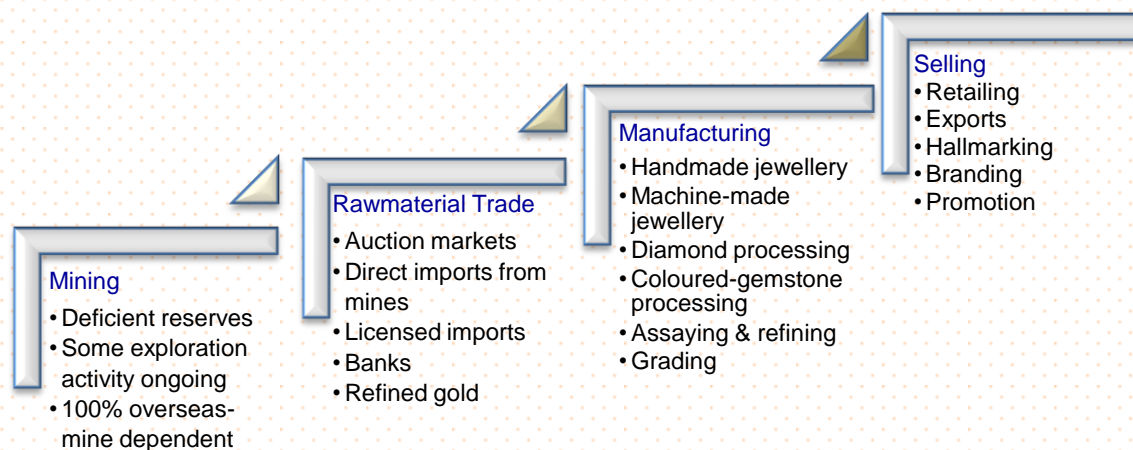 Mining
• Deficient reserves
• Some exploration
activity ongoing
• 100% overseas-
mine dependent
Rawmaterial Trade
• Auction markets
• Direct imports from
mines
• Licensed imports
• Banks
• Refined gold
Manufacturing
• Handmade jewellery
• Machine-made
jewellery
• Diamond processing
• Coloured-gemstone
processing
• Assaying & refining
• Grading
Selling
• Retailing
• Exports
• Hallmarking
• Branding
• Promotion